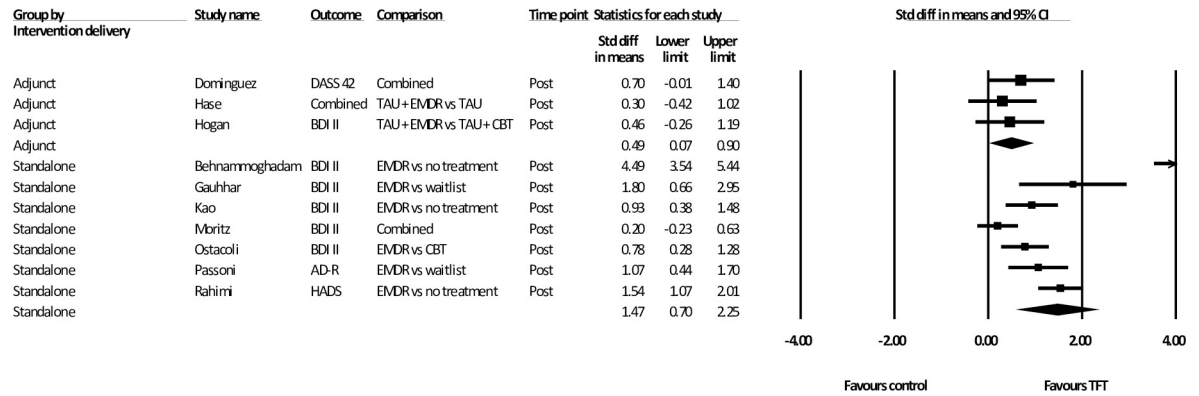 Group by Study name Outcome Comparison Time point Statistics for each study Std diff in means and 95% CI
Intervention delivery
Std diff in means Lower limit Upper limit
Adjunct Dominguez DASS 42 Combined Post 0.70 -0.01 1.40
Adjunct Hase Combined TAU + EMDR vs TAU Post 0.30 -0.42 1.02
Adjunct Hogan BDI II TAU + EMDR vs TAU + CBT Post 0.46 -0.26 1.19
Adjunct 0.49 0.07 0.90
Standalone Behnammoghadam BDI II EMDR vs no treatment Post 4.49 3.54 5.44
Standalone Gauhhar BDI II EMDR vs waitlist Post 1.80 0.66 2.95
Standalone Kao BDI II EMDR vs no treatment Post 0.93 0.38 1.48
Standalone Moritz BDI II Combined Post 0.20 -0.23 0.63
Standalone Ostacoli BDI II EMDR vs CBT Post 0.78 0.28 1.28
Standalone Passoni AD-R EMDR vs waitlist Post 1.07 0.44 1.70
Standalone Rahimi HADS EMDR vs no treatment Post 1.54 1.07 2.01
Standalone 1.47 0.70 2.25
-4.00 -2.00 0.00 2.00 4.00
Favours control Favours TFT